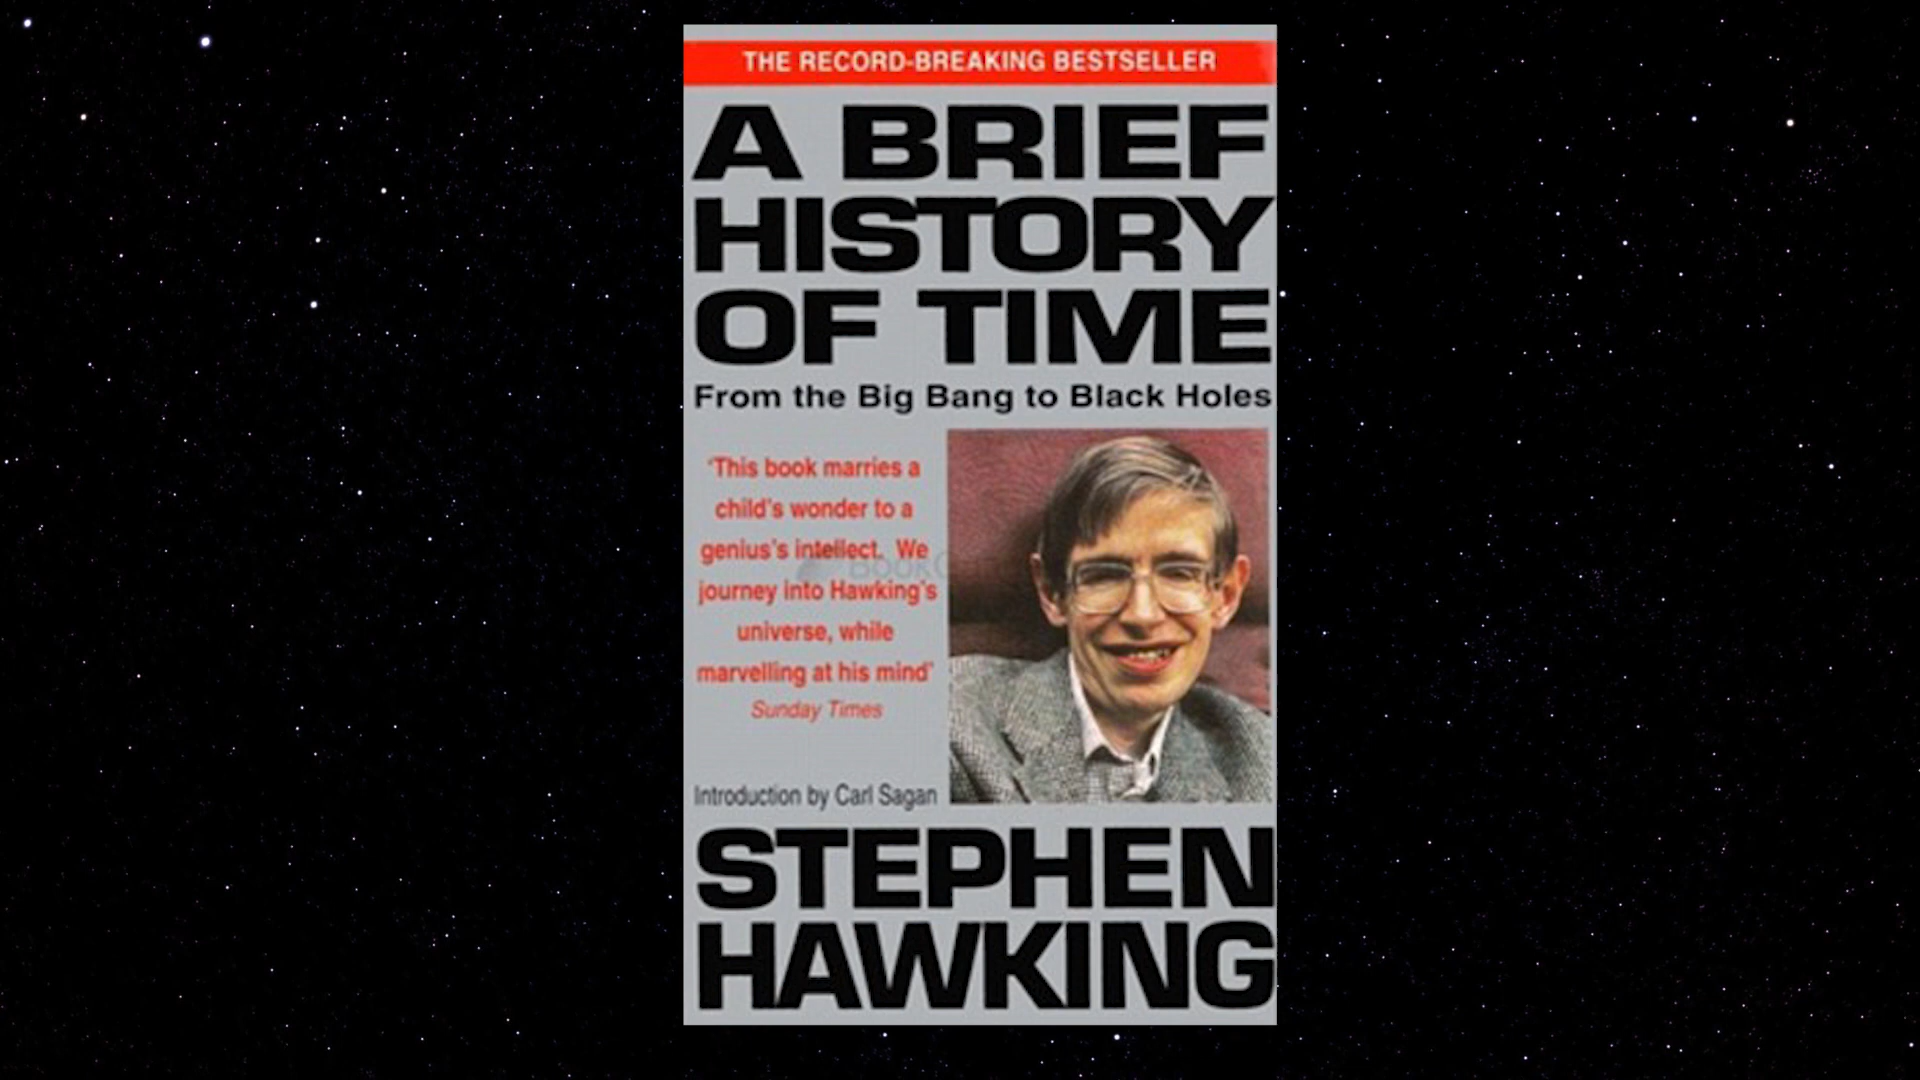 THE RECORD-BREAKING BESTSELLER
A BRIEF
HISTORY
OF TIME
From the Big Bang to Black Holes
‘This book marries a
child’s wonder to a
genius’s intellect. We
journey into Hawking’s
universe, while
marvelling at his mind’
Sunday Times
Introduction by Carl Sagan
STEPHEN
HAWKING